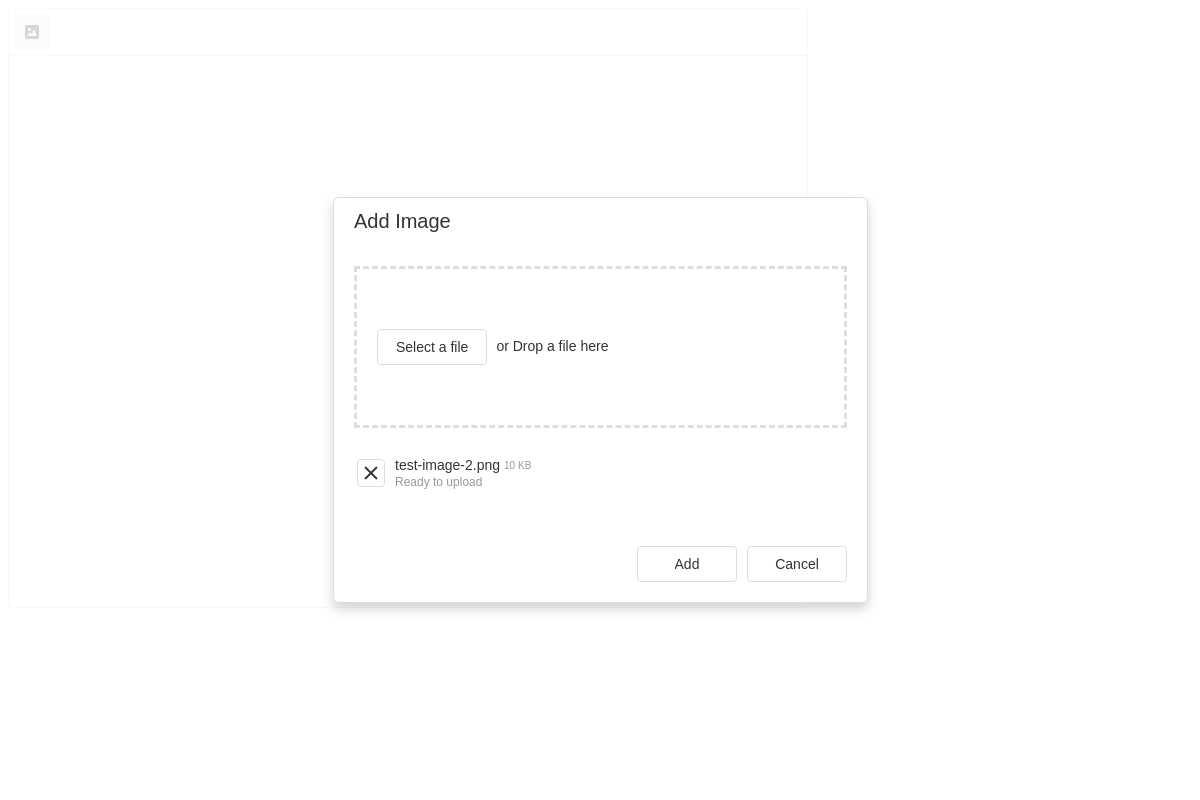 Add Image
Select a file or Drop a file here
test-image-2.png 10 KB
Ready to upload
Add Cancel